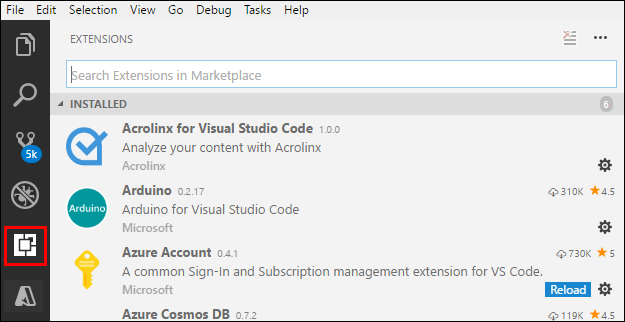 File Edit Selection View Go Debug Tasks Help
EXTENSIONS
Search Extensions in Marketplace
INSTALLED 6
Acrolinx for Visual Studio Code 1.0.0
Analyze your content with Acrolinx
Acrolinx
5k
Arduino 0.2.17 310K 4.5
Arduino
Arduino for Visual Studio Code
Microsoft
Azure Account 0.4.1 730K 5
A common Sign-In and Subscription management extension for VS Code.
Microsoft Reload
Azure Cosmos DB 0.7.2 119K 4.5